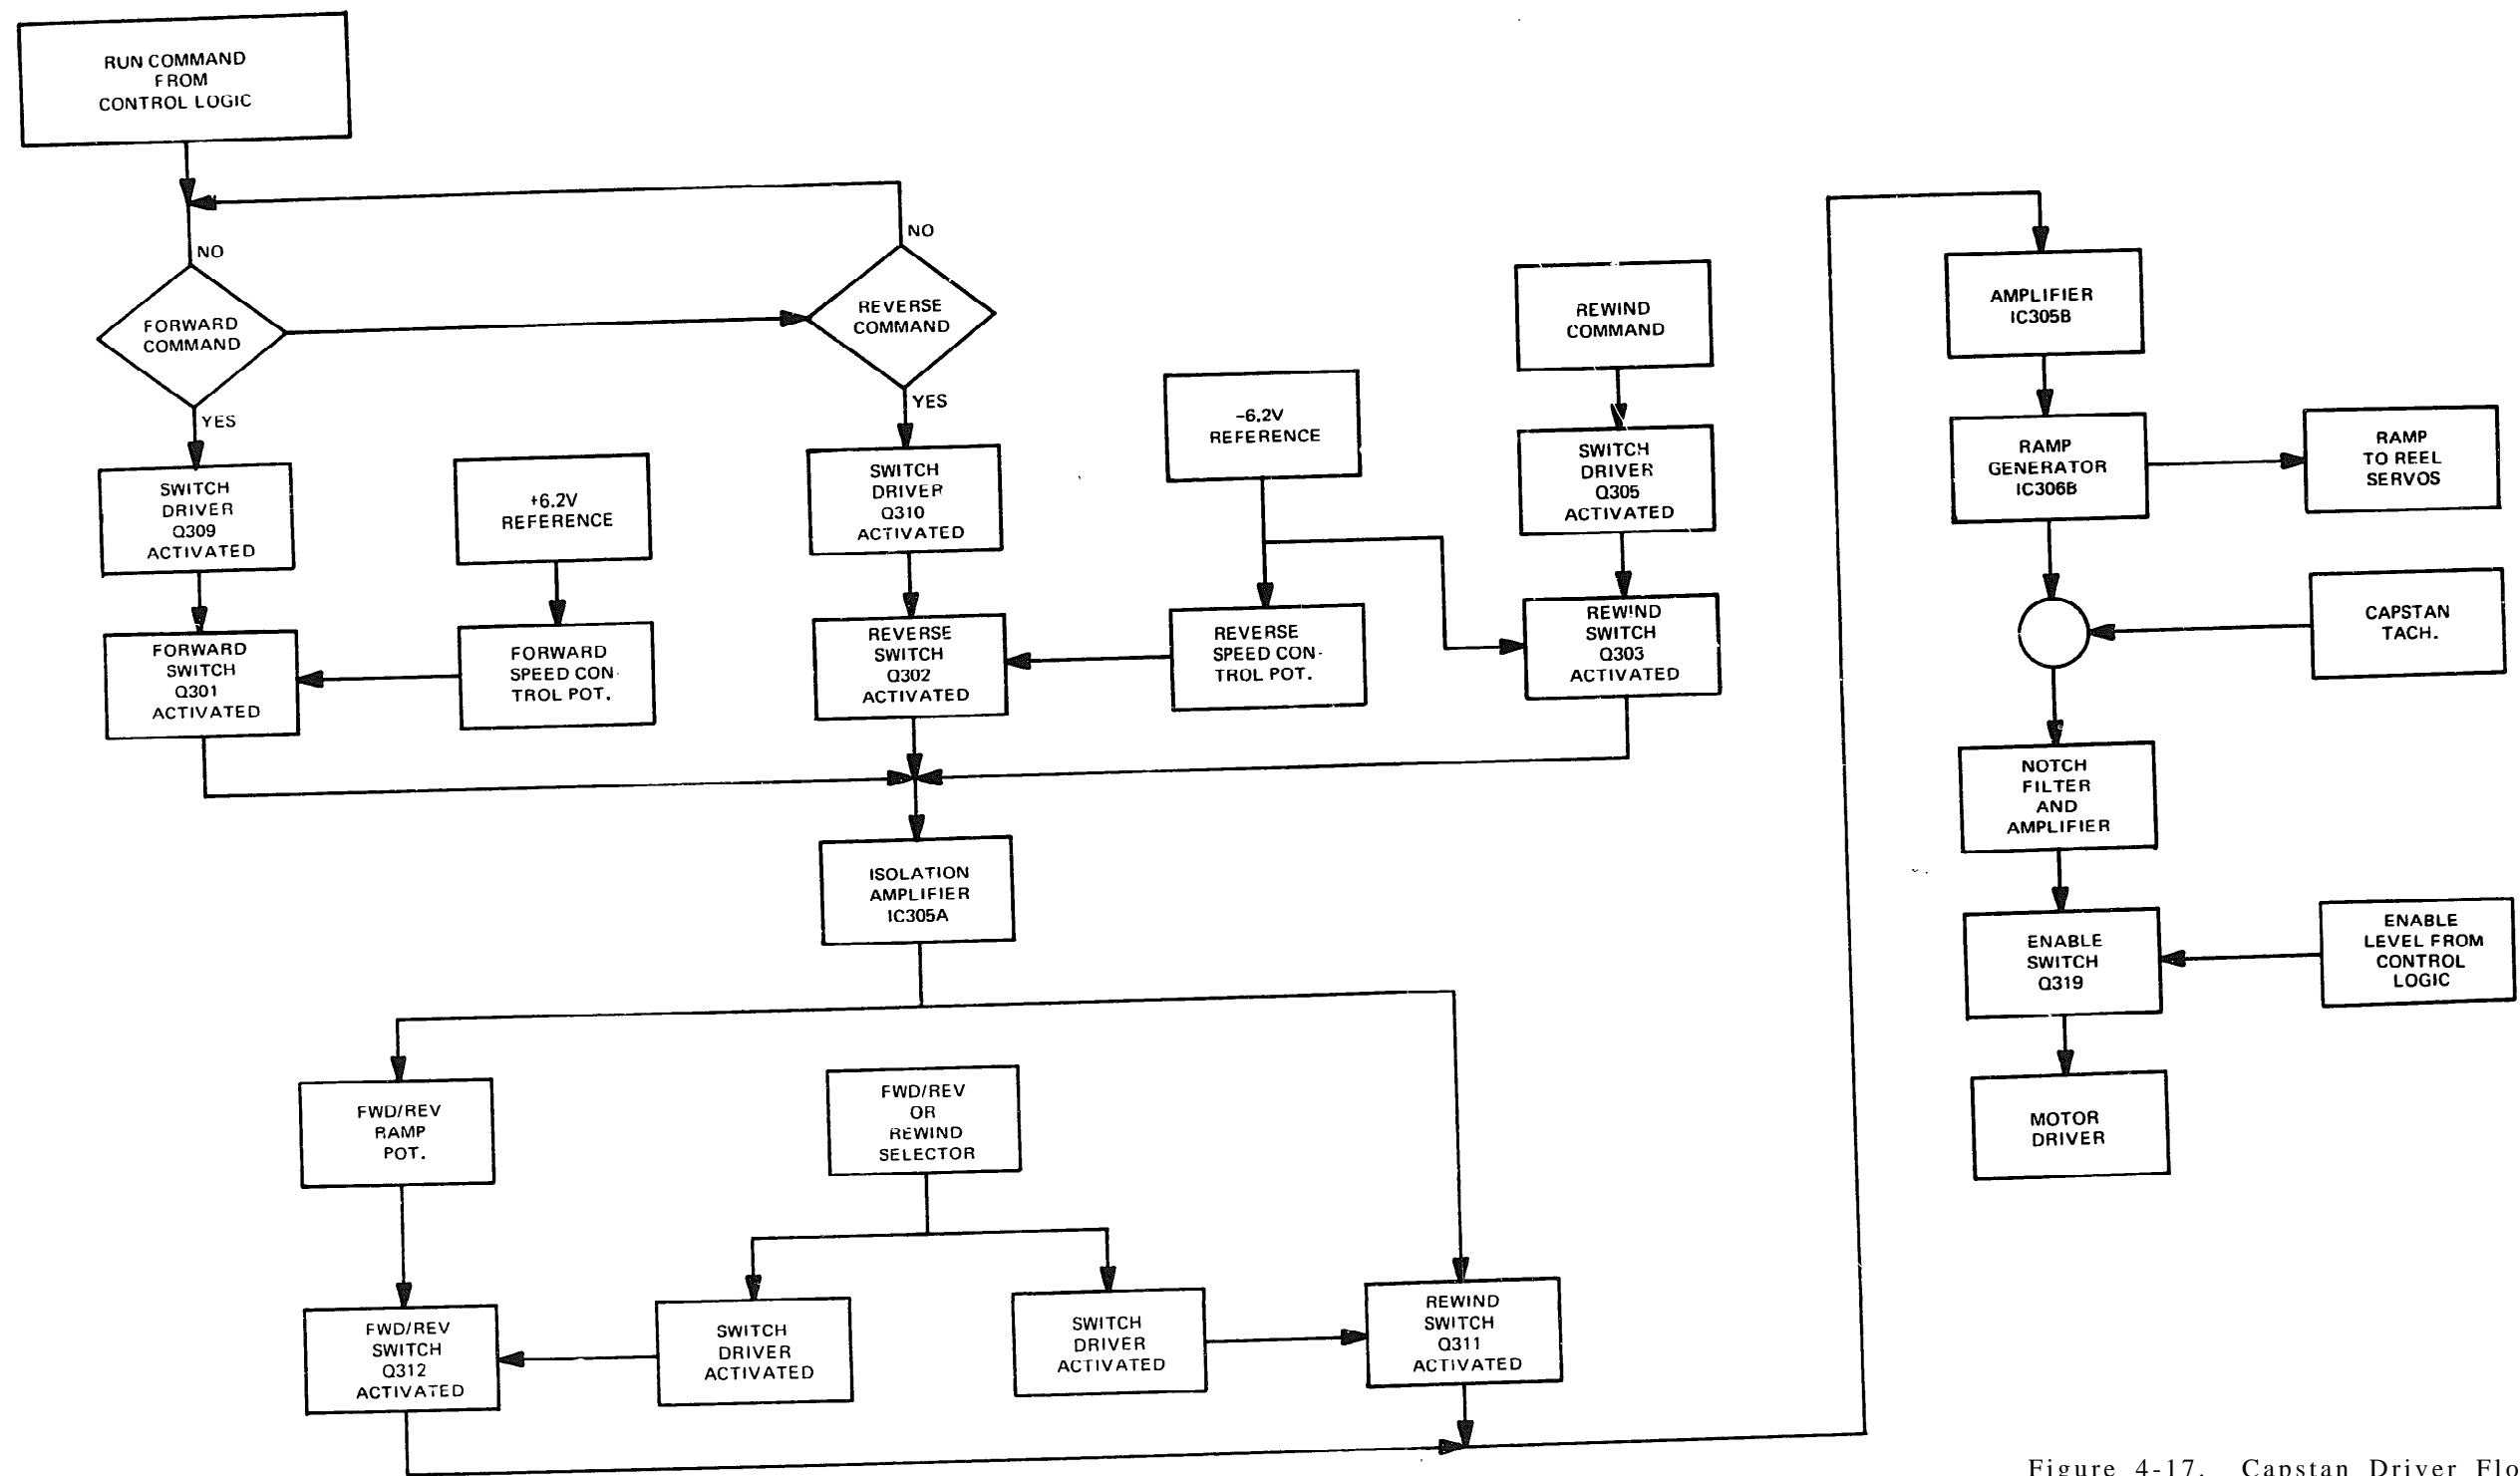 RUN COMMAND
FROM
CONTROL LOGIC
NO
FORWARD
COMMAND
YES
NO
REVERSE
COMMAND
YES
SWITCH
DRIVER
Q309
ACTIVATED
+6.2V
REFERENCE
SWITCH
DRIVER
Q310
ACTIVATED
-6.2V
REFERENCE
REWIND
COMMAND
SWITCH
DRIVER
Q305
ACTIVATED
FORWARD
SWITCH
Q301
ACTIVATED
FORWARD
SPEED CON-
TROL POT.
REVERSE
SWITCH
Q302
ACTIVATED
REVERSE
SPEED CON-
TROL POT.
REWIND
SWITCH
Q303
ACTIVATED
ISOLATION
AMPLIFIER
IC305A
FWD/REV
RAMP
POT.
FWD/REV
OR
REWIND
SELECTOR
FWD/REV
SWITCH
Q312
ACTIVATED
SWITCH
DRIVER
ACTIVATED
SWITCH
DRIVER
ACTIVATED
REWIND
SWITCH
Q311
ACTIVATED
AMPLIFIER
IC305B
RAMP
GENERATOR
IC306B
RAMP
TO REEL
SERVOS
CAPSTAN
TACH.
NOTCH
FILTER
AND
AMPLIFIER
ENABLE
SWITCH
Q319
ENABLE
LEVEL FROM
CONTROL
LOGIC
MOTOR
DRIVER
Figure 4-17. Capstan Driver Flo